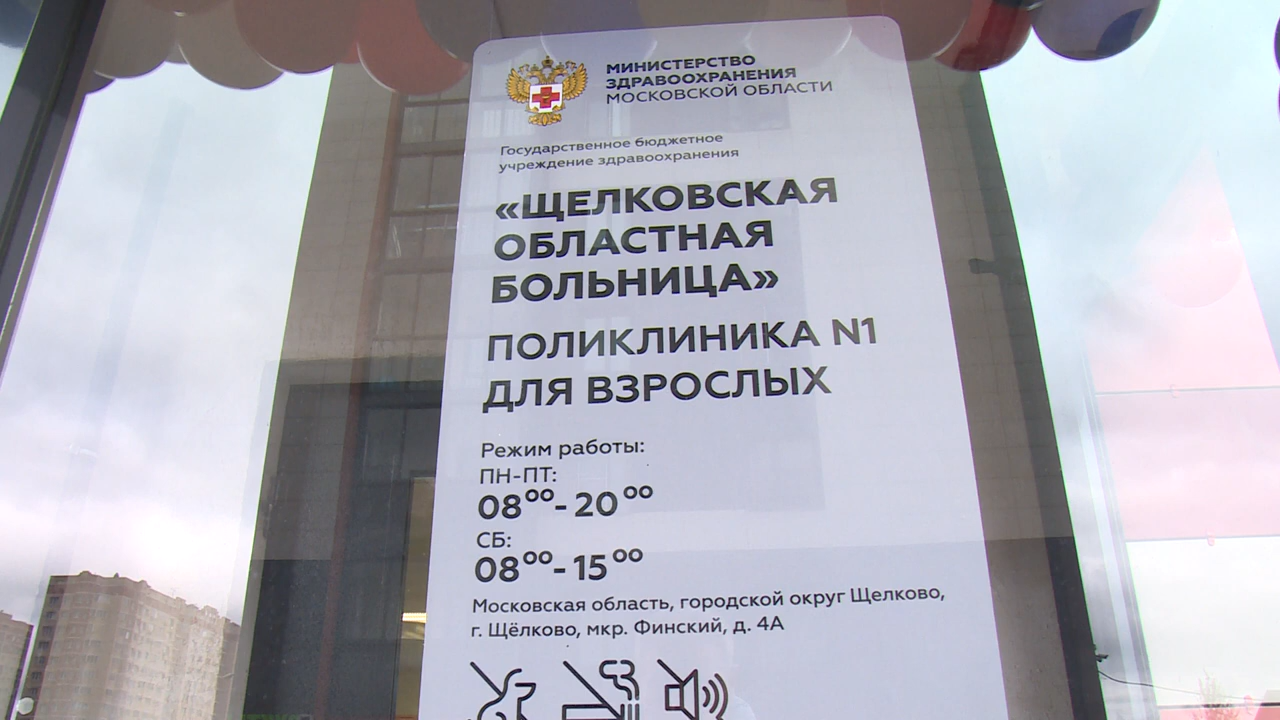 МИНИСТЕРСТВО
ЗДРАВООХРАНЕНИЯ
МОСКОВСКОЙ ОБЛАСТИ
Государственное бюджетное
учреждение здравоохранения
«ЩЕЛКОВСКАЯ
ОБЛАСТНАЯ
БОЛЬНИЦА»
ПОЛИКЛИНИКА N1
ДЛЯ ВЗРОСЛЫХ
Режим работы:
ПН-ПТ:
08⁰⁰- 20⁰⁰
СБ:
08⁰⁰- 15⁰⁰
Московская область, городской округ Щелково,
г. Щёлково, мкр. Финский, д. 4А